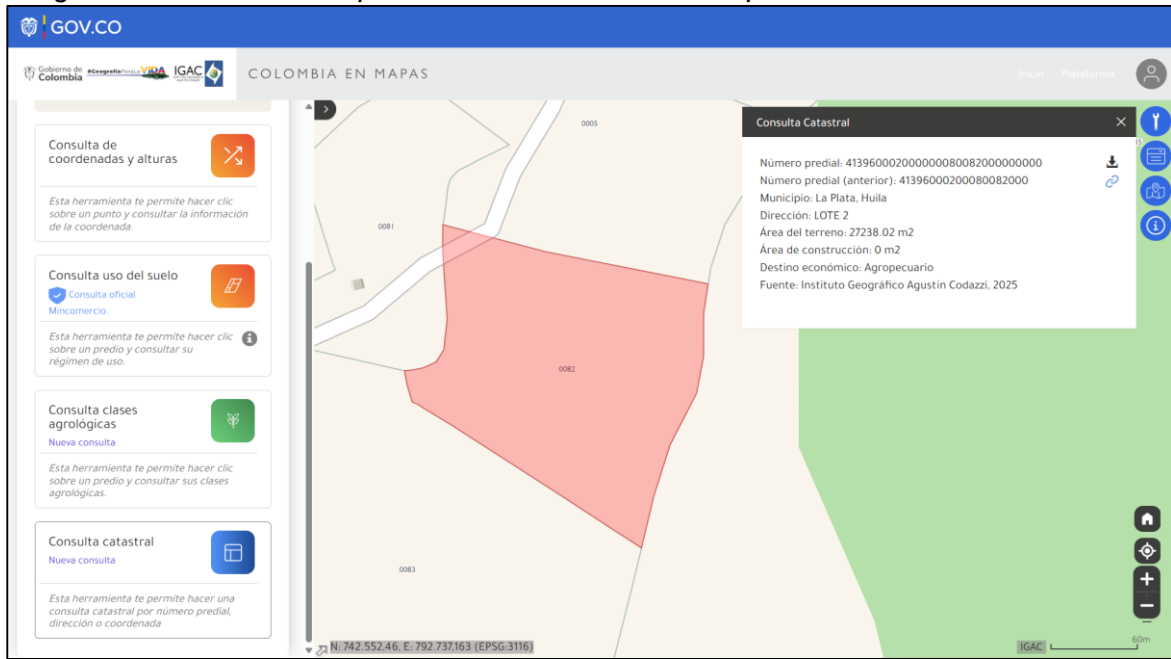 GOV.CO
Gobierno de
Colombia
#GeografíaParaLaVIDA
IGAC
COLOMBIA EN MAPAS
Inicio
Plataforma
Consulta de
coordenadas y alturas
Esta herramienta te permite hacer clic
sobre un punto y consultar la información
de la coordenada.
Consulta uso del suelo
Consulta oficial
Mincomercio.
Esta herramienta te permite hacer clic
sobre un predio y consultar su
régimen de uso.
Consulta clases
agrológicas
Nueva consulta
Esta herramienta te permite hacer clic
sobre un predio y consultar sus clases
agrológicas.
Consulta catastral
Nueva consulta
Esta herramienta te permite hacer una
consulta catastral por número predial,
dirección o coordenada
0005
0081
0082
0083
Consulta Catastral
Número predial: 413960002000000080082000000000
Número predial (anterior): 41396000200080082000
Municipio: La Plata, Huila
Dirección: LOTE 2
Área del terreno: 27238.02 m2
Área de construcción: 0 m2
Destino económico: Agropecuario
Fuente: Instituto Geográfico Agustín Codazzi, 2025
N: 742.552,46, E: 792.737,163 (EPSG:3116)
IGAC
60m